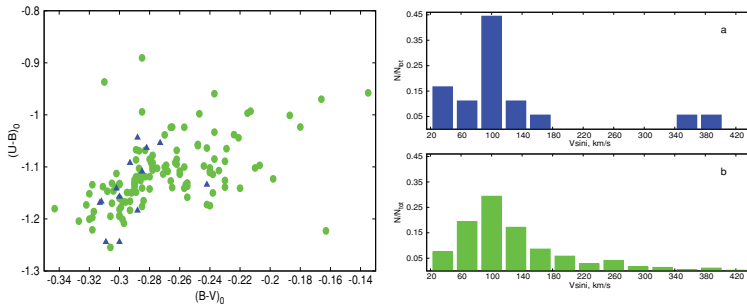 -0.8
-0.9
-1
-1.1
-1.2
-1.3
(U-B)0
-0.34 -0.32 -0.3 -0.28 -0.26 -0.24 -0.22 -0.2 -0.18 -0.16 -0.14
(B-V)0
a
0.45
0.35
0.25
0.15
0.05
N/Ntot
20 60 100 140 180 220 260 300 340 380 420
Vsini, km/s
b
0.45
0.35
0.25
0.15
0.05
N/Ntot
20 60 100 140 180 220 260 300 340 380 420
Vsini, km/s